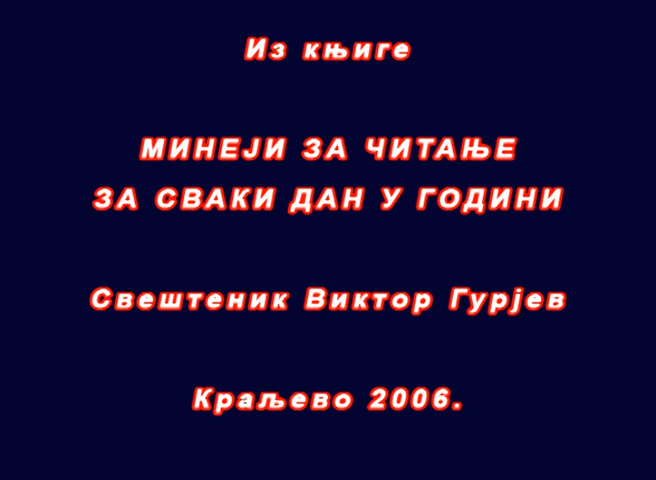 Из књиге
МИНЕЈИ ЗА ЧИТАЊЕ
ЗА СВАКИ ДАН У ГОДИНИ
Свештеник Виктор Гурјев
Краљево 2006.